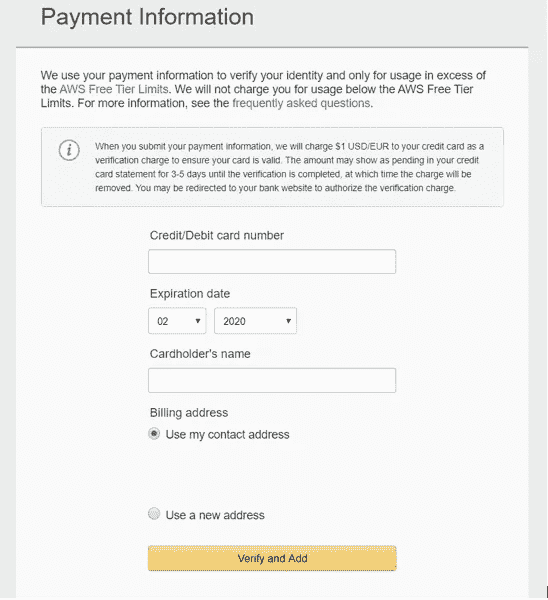 Payment Information
We use your payment information to verify your identity and only for usage in excess of
the AWS Free Tier Limits. We will not charge you for usage below the AWS Free Tier
Limits. For more information, see the frequently asked questions.
i
When you submit your payment information, we will charge $1 USD/EUR to your credit card as a
verification charge to ensure your card is valid. The amount may show as pending in your credit
card statement for 3-5 days until the verification is completed, at which time the charge will be
removed. You may be redirected to your bank website to authorize the verification charge.
Credit/Debit card number
Expiration date
02 2020
Cardholder's name
Billing address
Use my contact address
Use a new address
Verify and Add